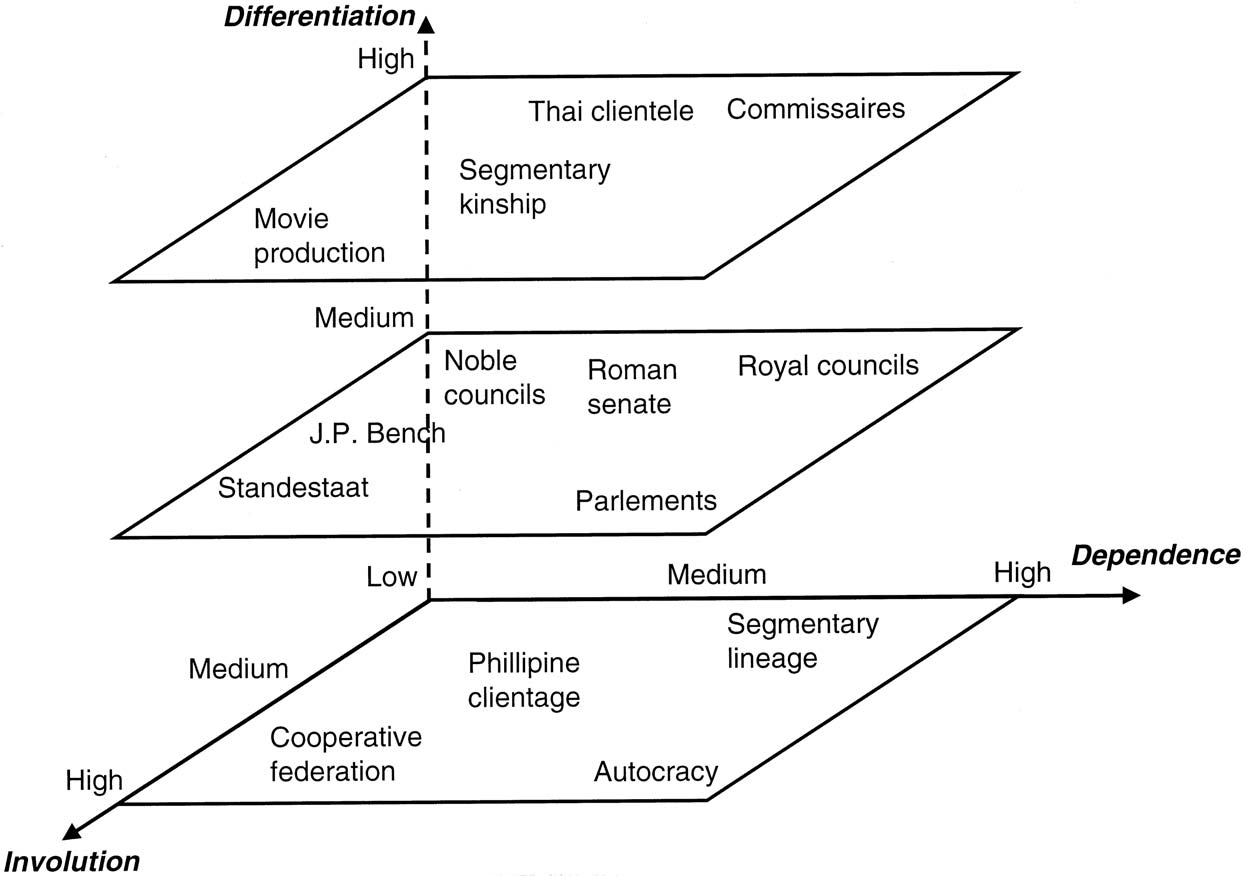 Differentiation
High
Thai clientele
Commissaires
Segmentary
kinship
Movie
production
Medium
Noble
councils
Roman
senate
Royal councils
J.P. Bench
Standestaat
Parlements
Low
Medium
High
Dependence
Segmentary
lineage
Medium
Phillipine
clientage
Cooperative
federation
High
Autocracy
Involution